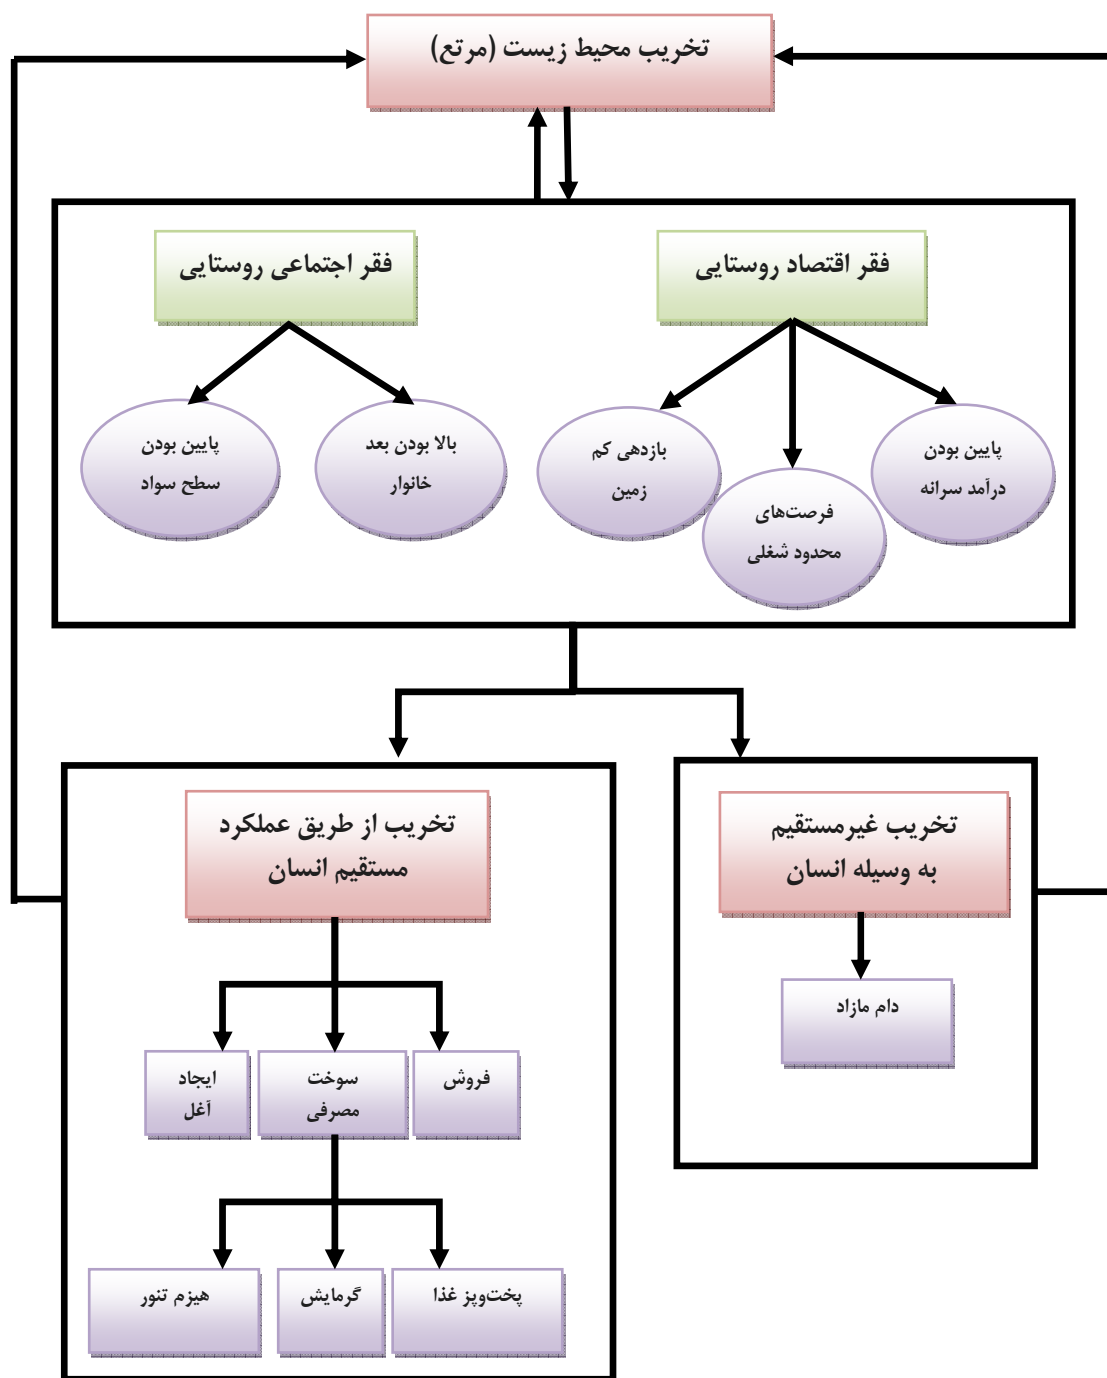 تخریب محیط زیست (مرتع)
فقر اقتصاد روستایی
فقر اجتماعی روستایی
پایین بودن
درآمد سرانه
فرصت‌های
محدود شغلی
بازدهی کم
زمین
بالا بودن بعد
خانوار
پایین بودن
سطح سواد
تخریب غیرمستقیم
به وسیله انسان
دام مازاد
تخریب از طریق عملکرد
مستقیم انسان
فروش
سوخت
مصرفی
ایجاد
آغل
پخت‌وپز غذا
گرمایش
هیزم تنور